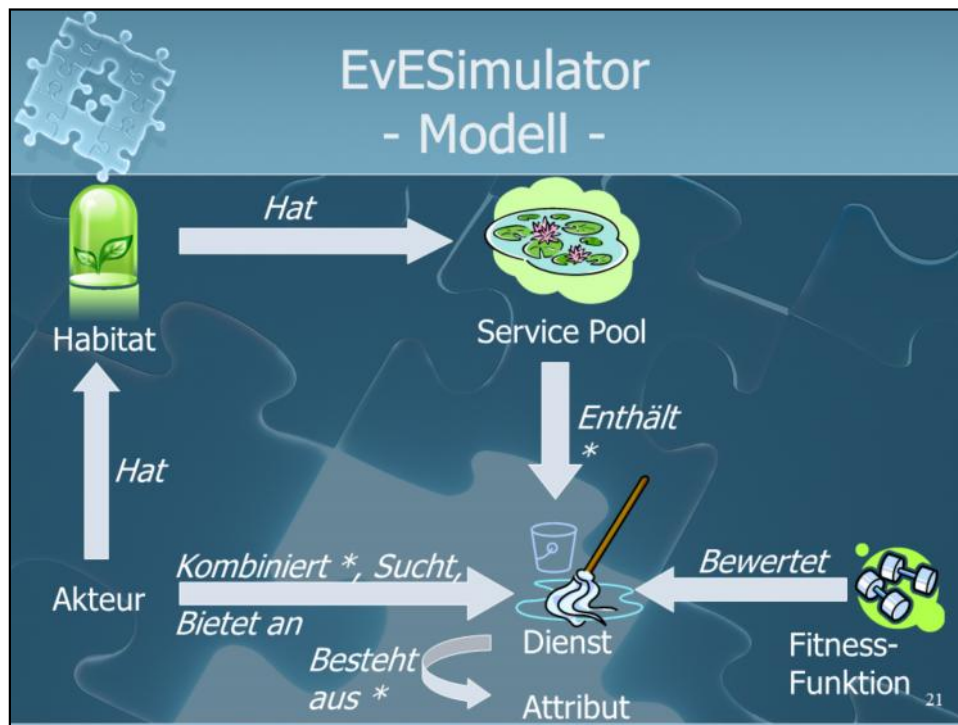 EvESimulator
- Modell -
Hat
Habitat
Service Pool
Enthält
*
Hat
Kombiniert *, Sucht,
Bietet an
Akteur
Bewertet
Dienst
Fitness-
Funktion
Besteht
aus *
Attribut
21